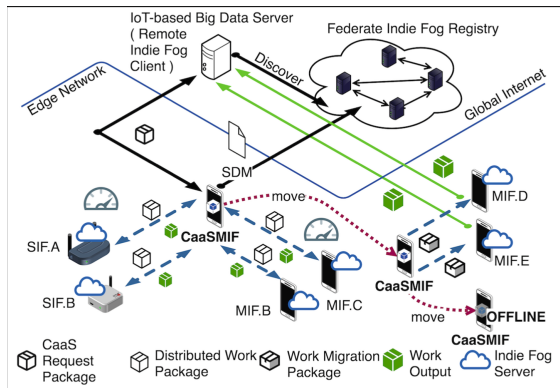 IoT-based Big Data Server
( Remote
Indie Fog
Client )
Federate Indie Fog Registry
Discover
Edge Network
Global Internet
SDM
move
MIF.D
SIF.A
CaaSMIF
MIF.E
SIF.B
MIF.B
MIF.C
CaaSMIF
move
OFFLINE
CaaSMIF
CaaS
Request
Package
Distributed Work
Package
Work Migration
Package
Work
Output
Indie Fog
Server